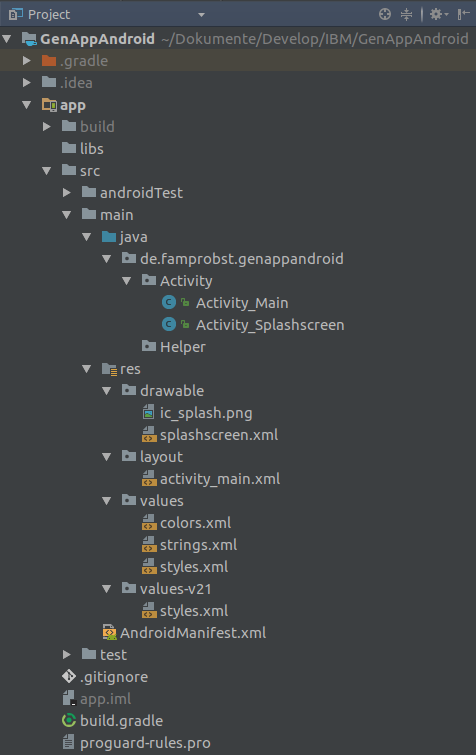 Project
GenAppAndroid ~/Dokumente/Develop/IBM/GenAppAndroid
.gradle
.idea
app
build
libs
src
androidTest
main
java
de.famprobst.genappandroid
Activity
Activity_Main
Activity_Splashscreen
Helper
res
drawable
ic_splash.png
splashscreen.xml
layout
activity_main.xml
values
colors.xml
strings.xml
styles.xml
values-v21
styles.xml
AndroidManifest.xml
test
.gitignore
app.iml
build.gradle
proguard-rules.pro